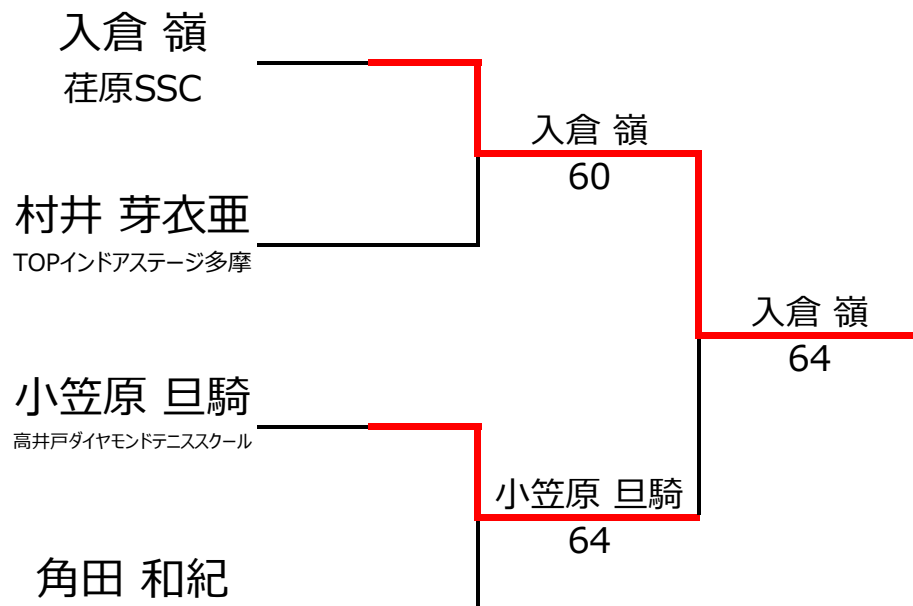 入倉 嶺
荏原SSC
入倉 嶺
60
村井 芽衣亜
TOPインドアステージ多摩
入倉 嶺
64
小笠原 旦騎
高井戸ダイヤモンドテニススクール
小笠原 旦騎
64
角田 和紀